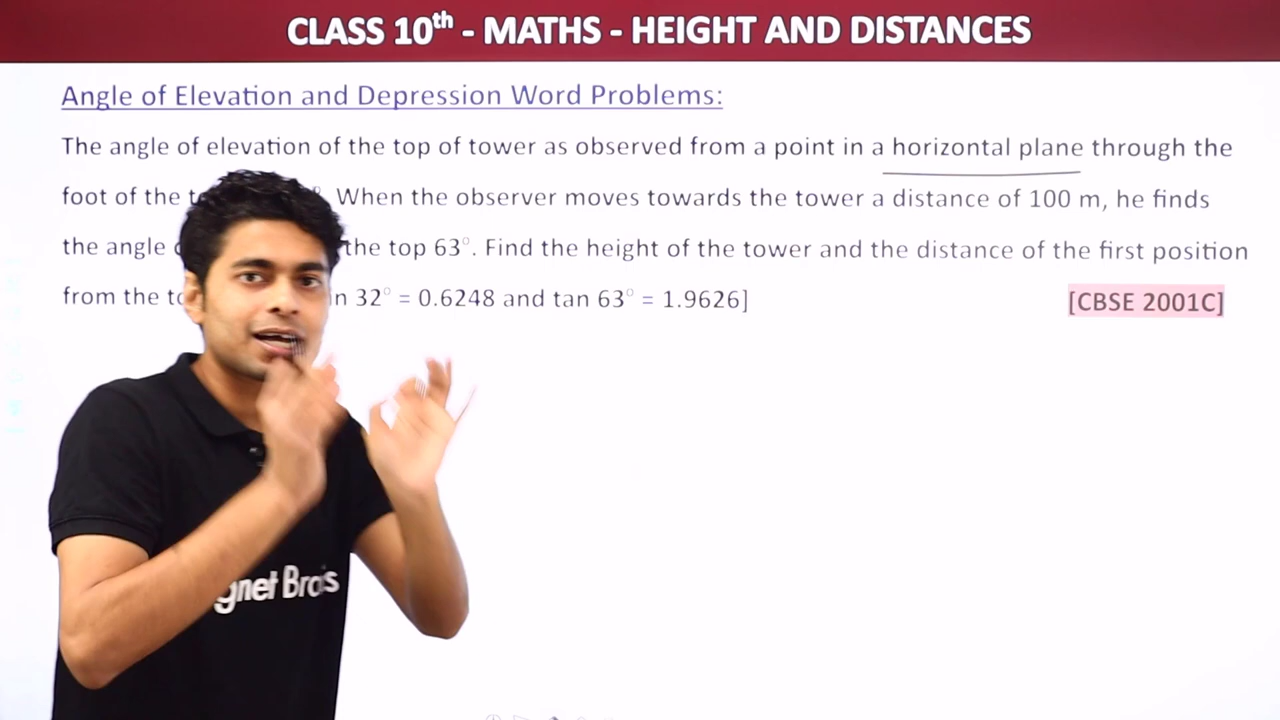 CLASS 10th - MATHS - HEIGHT AND DISTANCES
Angle of Elevation and Depression Word Problems:
The angle of elevation of the top of tower as observed from a point in a horizontal plane through the
foot of the When the observer moves towards the tower a distance of 100 m, he finds
the angle the top 63°. Find the height of the tower and the distance of the first position
from the 32° = 0.6248 and tan 63° = 1.9626]
[CBSE 2001C]
gnet Bra s